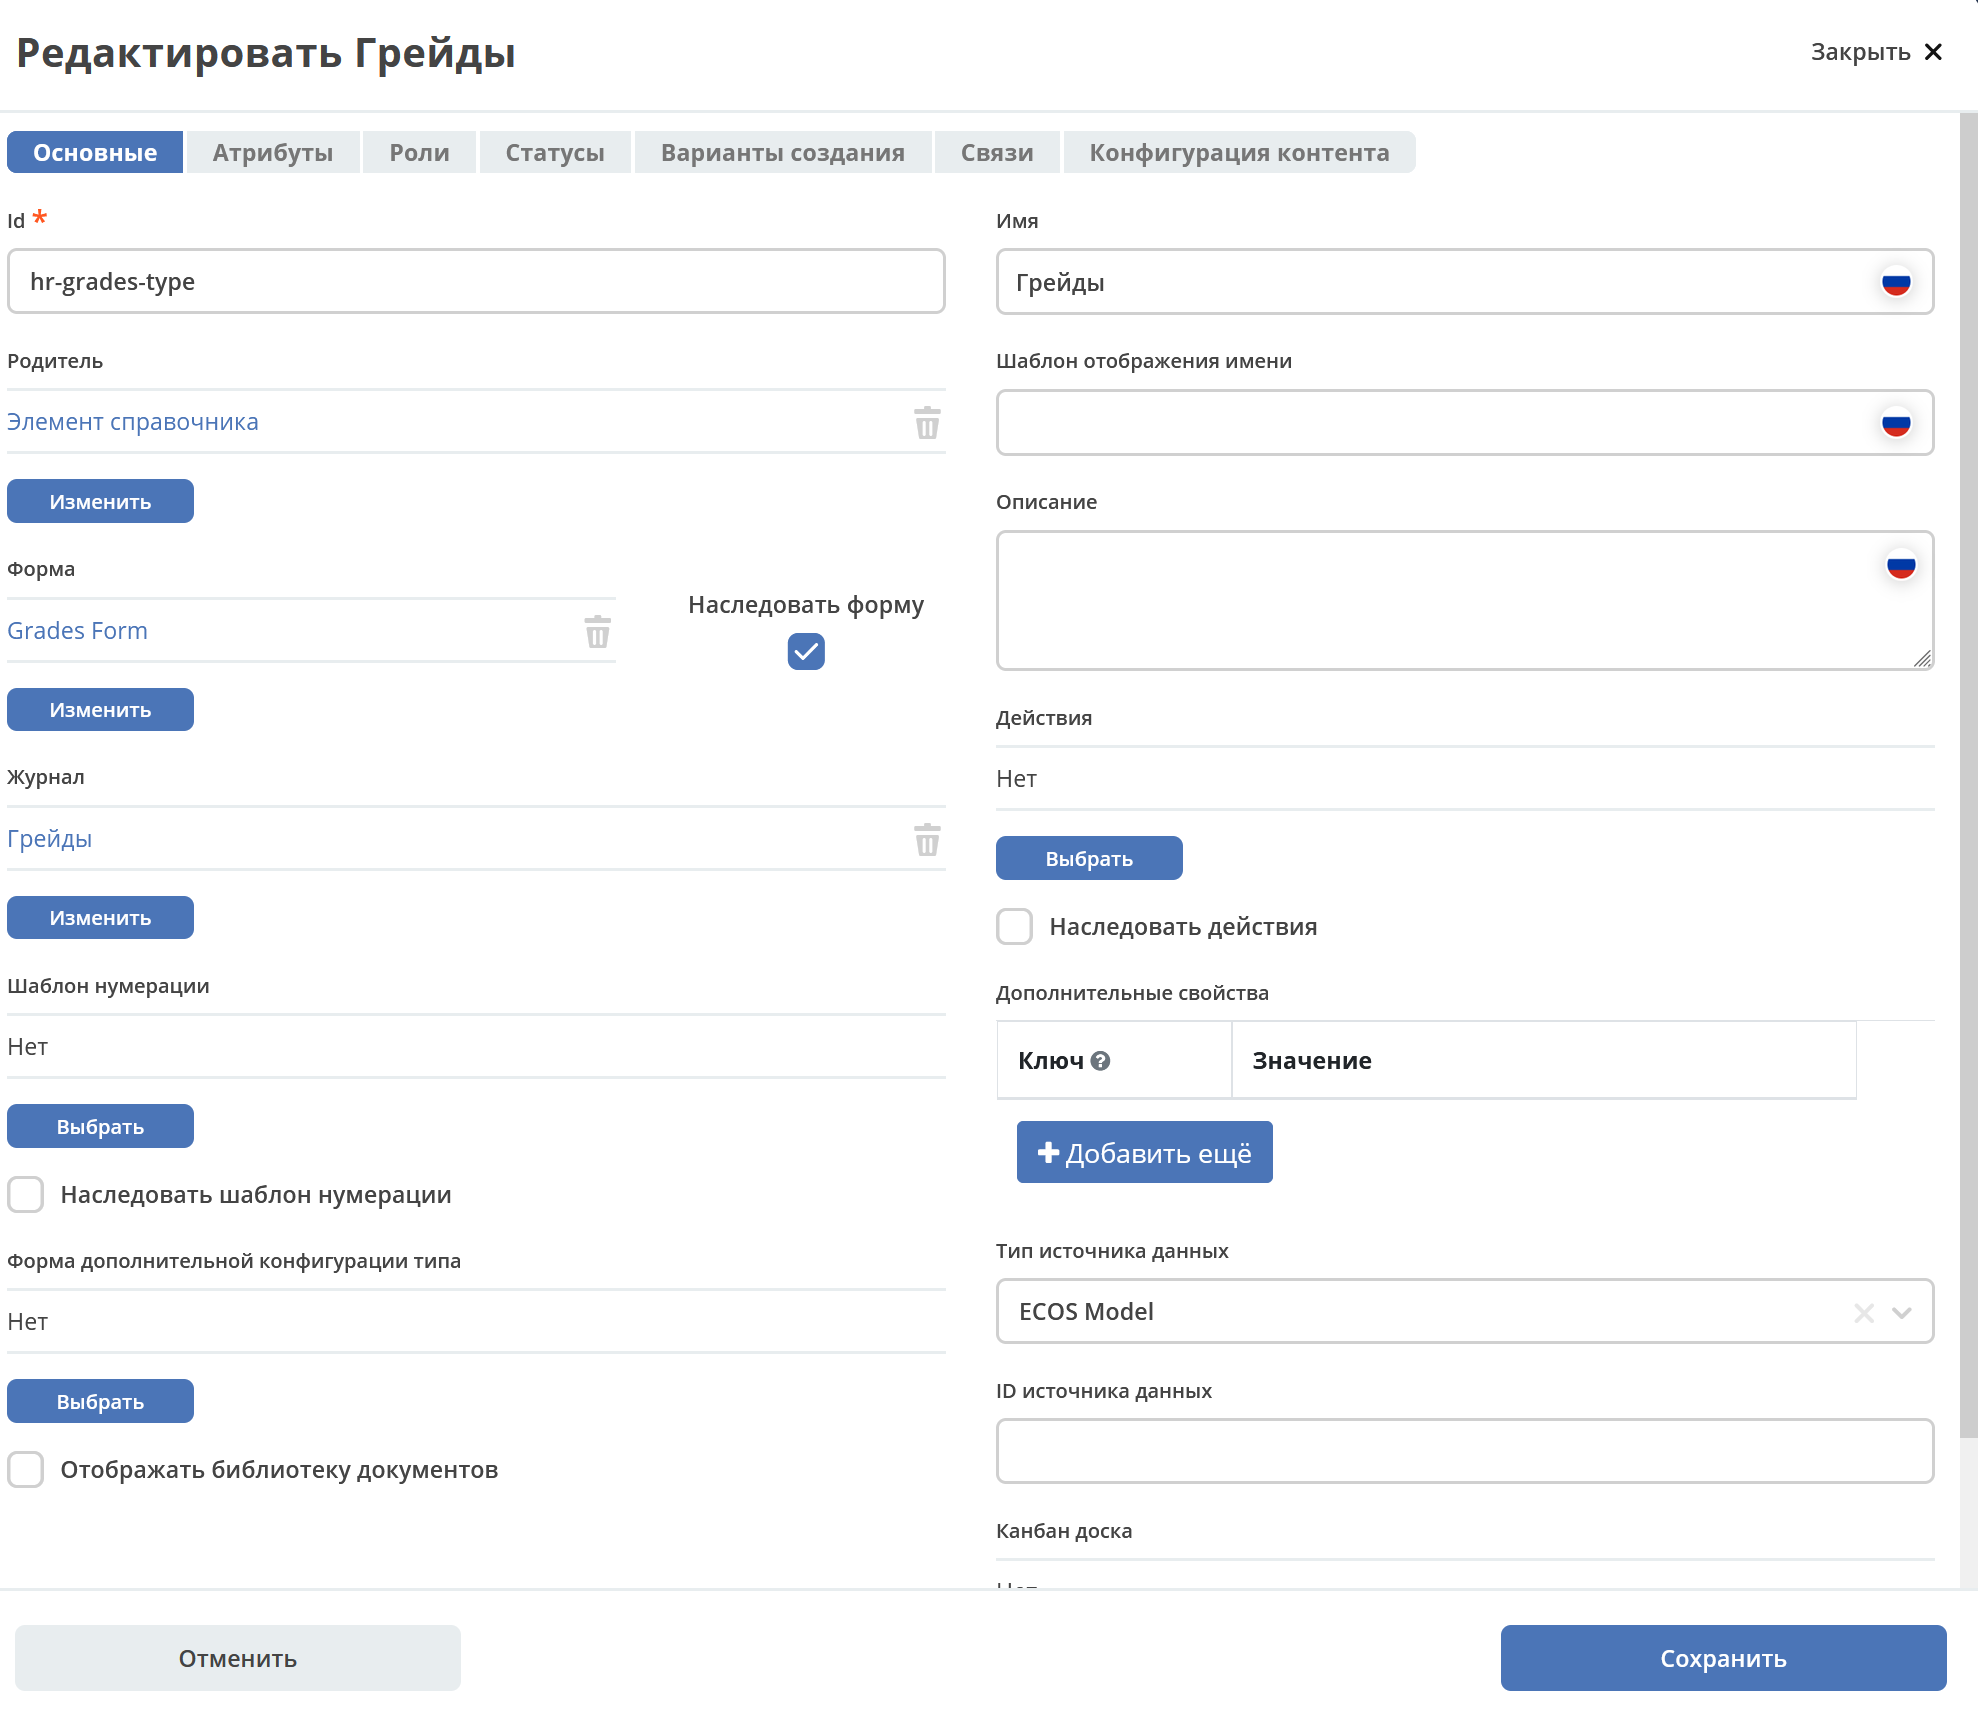 Редактировать Грейды
Закрыть
Основные
Атрибуты
Роли
Статусы
Варианты создания
Связи
Конфигурация контента
Id *
hr-grades-type
Родитель
Элемент справочника
Изменить
Форма
Grades Form
Наследовать форму
Изменить
Журнал
Грейды
Изменить
Шаблон нумерации
Нет
Выбрать
Наследовать шаблон нумерации
Форма дополнительной конфигурации типа
Нет
Выбрать
Отображать библиотеку документов
Имя
Грейды
Шаблон отображения имени
Описание
Действия
Нет
Выбрать
Наследовать действия
Дополнительные свойства
Ключ
Значение
Добавить ещё
Тип источника данных
ECOS Model
ID источника данных
Канбан доска
Отменить
Сохранить